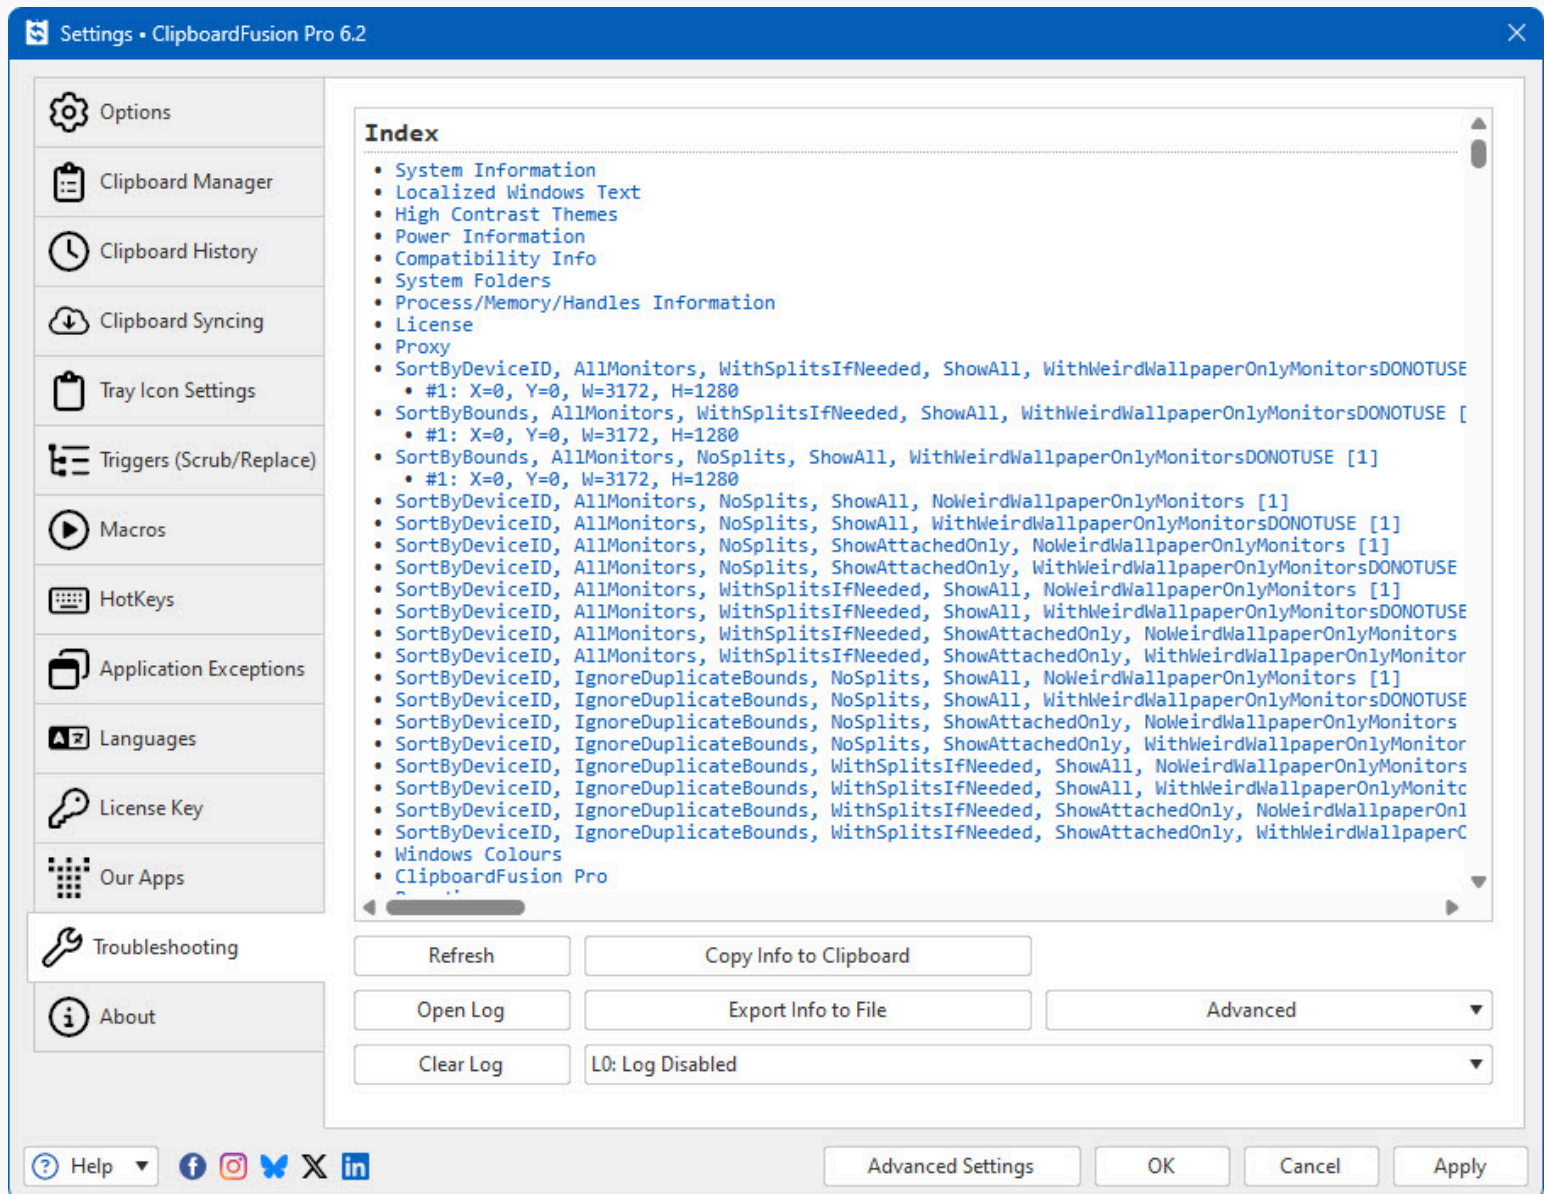 Settings • ClipboardFusion Pro 6.2
Options
Clipboard Manager
Clipboard History
Clipboard Syncing
Tray Icon Settings
Triggers (Scrub/Replace)
Macros
HotKeys
Application Exceptions
Languages
License Key
Our Apps
Troubleshooting
About
Index
• System Information
• Localized Windows Text
• High Contrast Themes
• Power Information
• Compatibility Info
• System Folders
• Process/Memory/Handles Information
• License
• Proxy
• SortByDeviceID, AllMonitors, WithSplitsIfNeeded, ShowAll, WithWeirdWallpaperOnlyMonitorsDONOTUSE
• #1: X=0, Y=0, W=3172, H=1280
• SortByBounds, AllMonitors, WithSplitsIfNeeded, ShowAll, WithWeirdWallpaperOnlyMonitorsDONOTUSE [
• #1: X=0, Y=0, W=3172, H=1280
• SortByBounds, AllMonitors, NoSplits, ShowAll, WithWeirdWallpaperOnlyMonitorsDONOTUSE [1]
• #1: X=0, Y=0, W=3172, H=1280
• SortByDeviceID, AllMonitors, NoSplits, ShowAll, NoWeirdWallpaperOnlyMonitors [1]
• SortByDeviceID, AllMonitors, NoSplits, ShowAll, WithWeirdWallpaperOnlyMonitorsDONOTUSE [1]
• SortByDeviceID, AllMonitors, NoSplits, ShowAttachedOnly, NoWeirdWallpaperOnlyMonitors [1]
• SortByDeviceID, AllMonitors, NoSplits, ShowAttachedOnly, WithWeirdWallpaperOnlyMonitorsDONOTUSE
• SortByDeviceID, AllMonitors, WithSplitsIfNeeded, ShowAll, NoWeirdWallpaperOnlyMonitors [1]
• SortByDeviceID, AllMonitors, WithSplitsIfNeeded, ShowAll, WithWeirdWallpaperOnlyMonitorsDONOTUSE
• SortByDeviceID, AllMonitors, WithSplitsIfNeeded, ShowAttachedOnly, NoWeirdWallpaperOnlyMonitors
• SortByDeviceID, AllMonitors, WithSplitsIfNeeded, ShowAttachedOnly, WithWeirdWallpaperOnlyMonitor
• SortByDeviceID, IgnoreDuplicateBounds, NoSplits, ShowAll, NoWeirdWallpaperOnlyMonitors [1]
• SortByDeviceID, IgnoreDuplicateBounds, NoSplits, ShowAll, WithWeirdWallpaperOnlyMonitorsDONOTUSE
• SortByDeviceID, IgnoreDuplicateBounds, NoSplits, ShowAttachedOnly, NoWeirdWallpaperOnlyMonitors
• SortByDeviceID, IgnoreDuplicateBounds, NoSplits, ShowAttachedOnly, WithWeirdWallpaperOnlyMonitor
• SortByDeviceID, IgnoreDuplicateBounds, WithSplitsIfNeeded, ShowAll, NoWeirdWallpaperOnlyMonitors
• SortByDeviceID, IgnoreDuplicateBounds, WithSplitsIfNeeded, ShowAll, WithWeirdWallpaperOnlyMonito
• SortByDeviceID, IgnoreDuplicateBounds, WithSplitsIfNeeded, ShowAttachedOnly, NoWeirdWallpaperOnl
• SortByDeviceID, IgnoreDuplicateBounds, WithSplitsIfNeeded, ShowAttachedOnly, WithWeirdWallpaperO
• Windows Colours
• ClipboardFusion Pro
Refresh
Copy Info to Clipboard
Open Log
Export Info to File
Advanced
Clear Log
L0: Log Disabled
Help
Advanced Settings
OK
Cancel
Apply